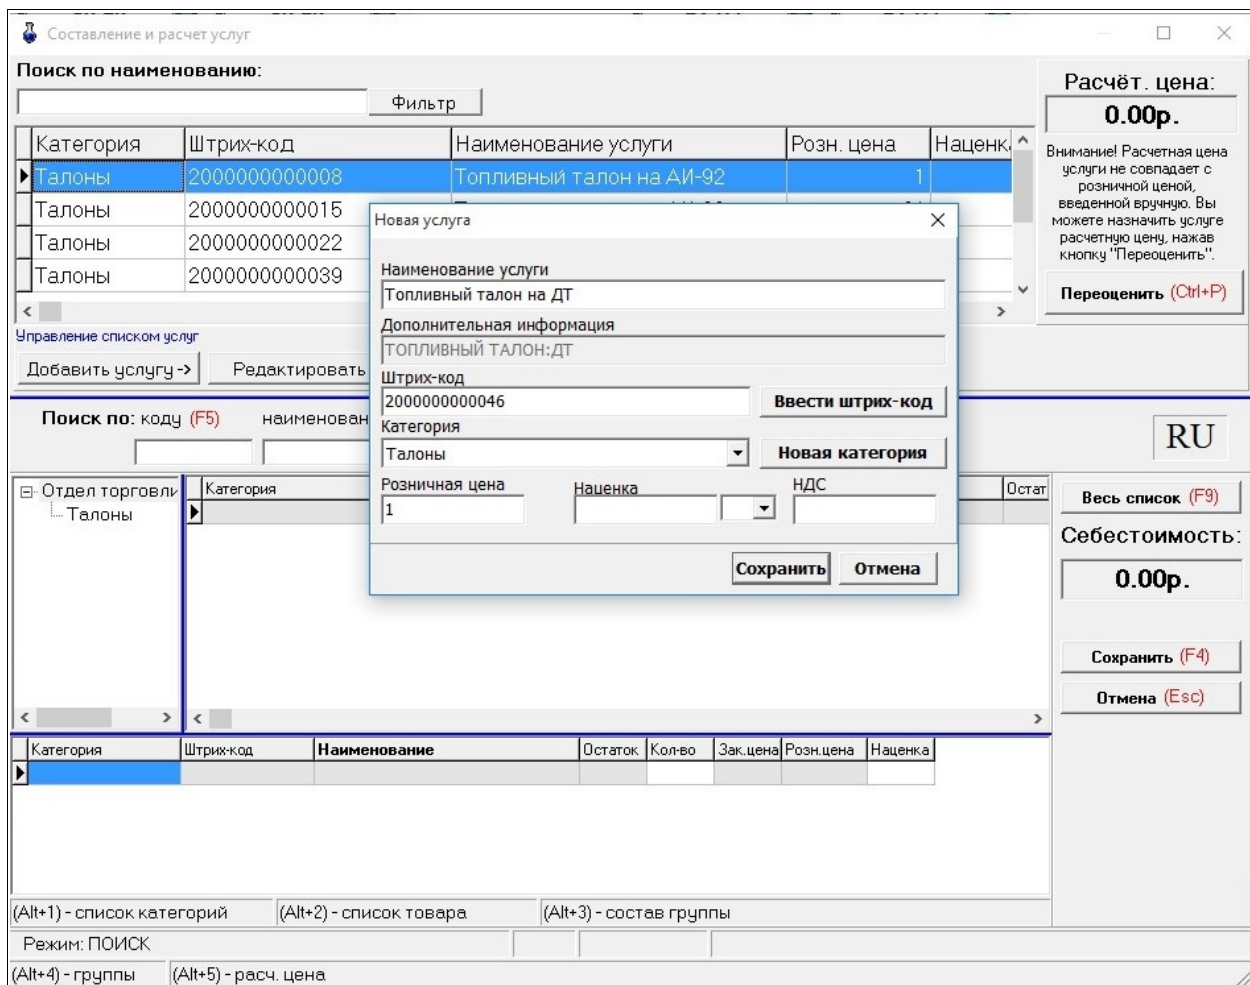 Составление и расчет услуг
Поиск по наименованию:
Фильтр
Расчёт. цена:
0.00р.
Категория Штрих-код Наименование услуги Розн. цена Наценк
Талоны 2000000000008 Топливный талон на АИ-92 1
Талоны 2000000000015
Талоны 2000000000022
Талоны 2000000000039
Внимание! Расчетная цена
услуги не совпадает с
розничной ценой,
введенной вручную. Вы
можете назначить услуге
расчетную цену, нажав
кнопку "Переоценить".
Переоценить (Ctrl+P)
Управление списком услуг
Добавить услугу -> Редактировать
Новая услуга
Наименование услуги
Топливный талон на ДТ
Дополнительная информация
ТОПЛИВНЫЙ ТАЛОН:ДТ
Штрих-код
2000000000046 Ввести штрих-код
Категория
Талоны Новая категория
Розничная цена Наценка НДС
1
Сохранить Отмена
Поиск по: коду (F5) наименован
RU
Отдел торговли
Талоны
Категория Остат
Весь список (F9)
Себестоимость:
0.00р.
Сохранить (F4)
Отмена (Esc)
Категория Штрих-код Наименование Остаток Кол-во Зак.цена Розн.цена Наценка
(Alt+1) - список категорий (Alt+2) - список товара (Alt+3) - состав группы
Режим: ПОИСК
(Alt+4) - группы (Alt+5) - расч. цена